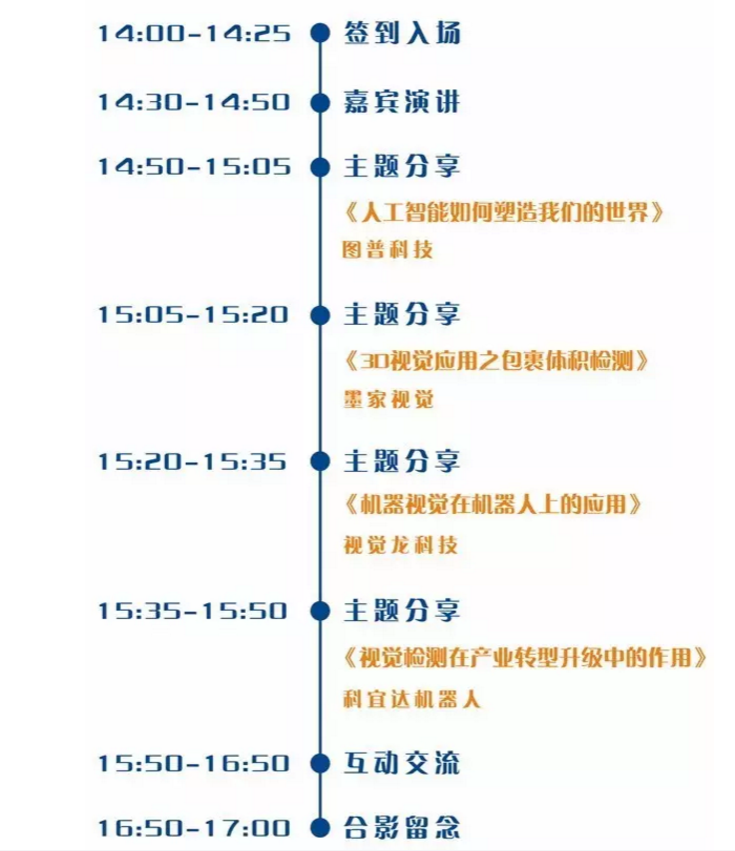 14:00-14:25 签到入场
14:30-14:50 嘉宾演讲
14:50-15:05 主题分享
《人工智能如何塑造我们的世界》
图普科技
15:05-15:20 主题分享
《3D视觉应用之包裹体积检测》
墨家视觉
15:20-15:35 主题分享
《机器视觉在机器人上的应用》
视觉龙科技
15:35-15:50 主题分享
《视觉检测在产业转型升级中的作用》
科宜达机器人
15:50-16:50 互动交流
16:50-17:00 合影留念